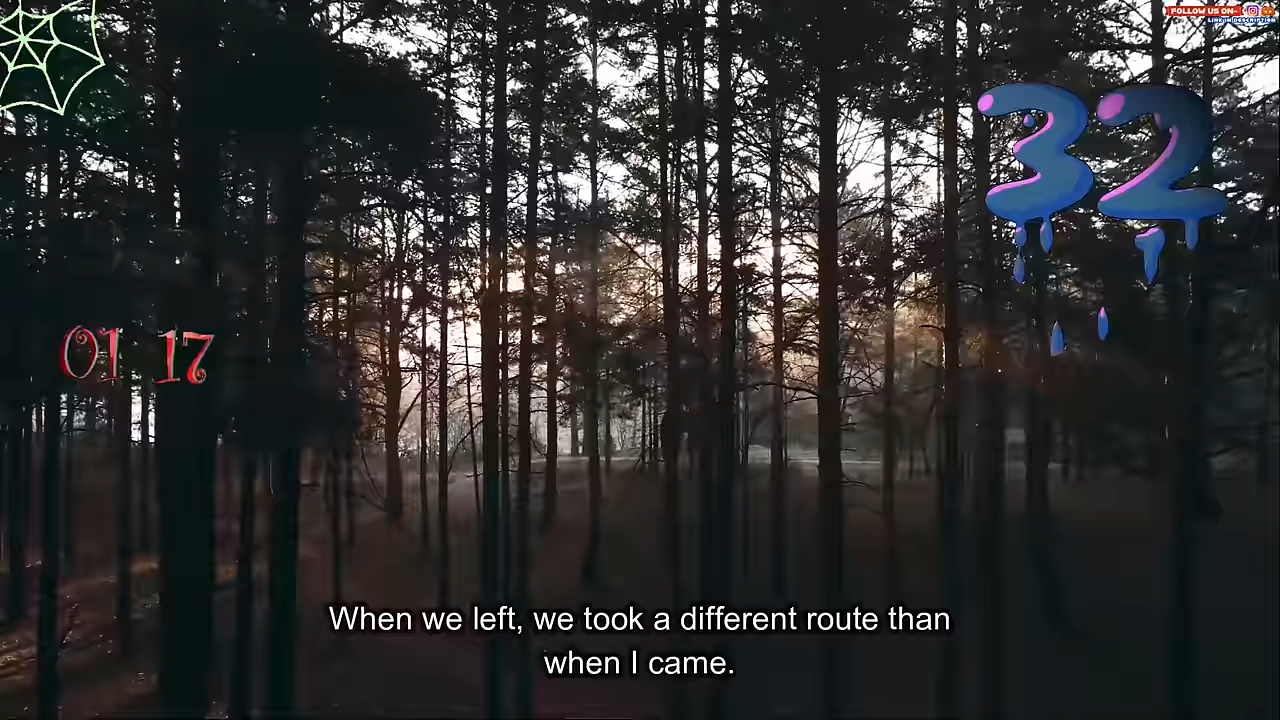 FOLLOW US ON-
LINK IN DESCRIPTION
32
01 17
When we left, we took a different route than
when I came.